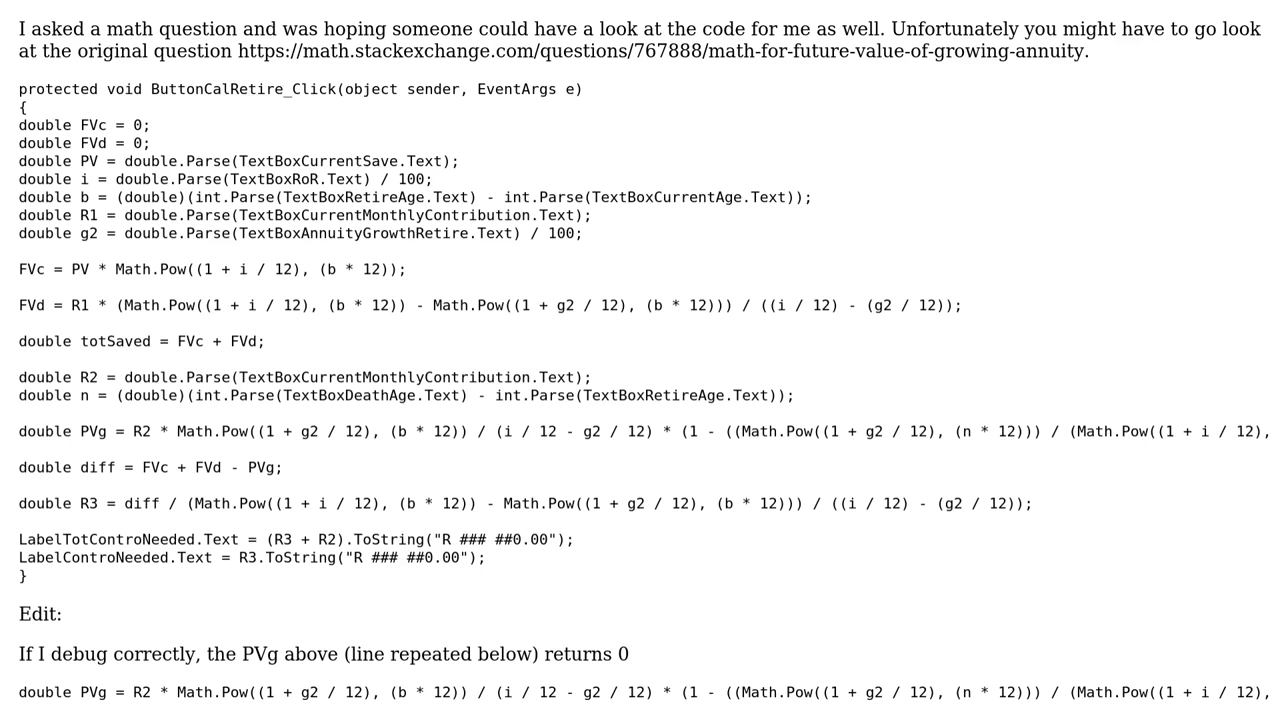 I asked a math question and was hoping someone could have a look at the code for me as well. Unfortunately you might have to go look
at the original question https://math.stackexchange.com/questions/767888/math-for-future-value-of-growing-annuity.
protected void ButtonCalRetire_Click(object sender, EventArgs e)
{
double FVc = 0;
double FVd = 0;
double PV = double.Parse(TextBoxCurrentSave.Text);
double i = double.Parse(TextBoxRoR.Text) / 100;
double b = (double)(int.Parse(TextBoxRetireAge.Text) - int.Parse(TextBoxCurrentAge.Text));
double R1 = double.Parse(TextBoxCurrentMonthlyContribution.Text);
double g2 = double.Parse(TextBoxAnnuityGrowthRetire.Text) / 100;
FVc = PV * Math.Pow((1 + i / 12), (b * 12));
FVd = R1 * (Math.Pow((1 + i / 12), (b * 12)) - Math.Pow((1 + g2 / 12), (b * 12))) / ((i / 12) - (g2 / 12));
double totSaved = FVc + FVd;
double R2 = double.Parse(TextBoxCurrentMonthlyContribution.Text);
double n = (double)(int.Parse(TextBoxDeathAge.Text) - int.Parse(TextBoxRetireAge.Text));
double PVg = R2 * Math.Pow((1 + g2 / 12), (b * 12)) / (i / 12 - g2 / 12) * (1 - ((Math.Pow((1 + g2 / 12), (n * 12))) / (Math.Pow((1 + i / 12),
double diff = FVc + FVd - PVg;
double R3 = diff / (Math.Pow((1 + i / 12), (b * 12)) - Math.Pow((1 + g2 / 12), (b * 12))) / ((i / 12) - (g2 / 12));
LabelTotControNeeded.Text = (R3 + R2).ToString("R ### ##0.00");
LabelControNeeded.Text = R3.ToString("R ### ##0.00");
}
Edit:
If I debug correctly, the PVg above (line repeated below) returns 0
double PVg = R2 * Math.Pow((1 + g2 / 12), (b * 12)) / (i / 12 - g2 / 12) * (1 - ((Math.Pow((1 + g2 / 12), (n * 12))) / (Math.Pow((1 + i / 12),